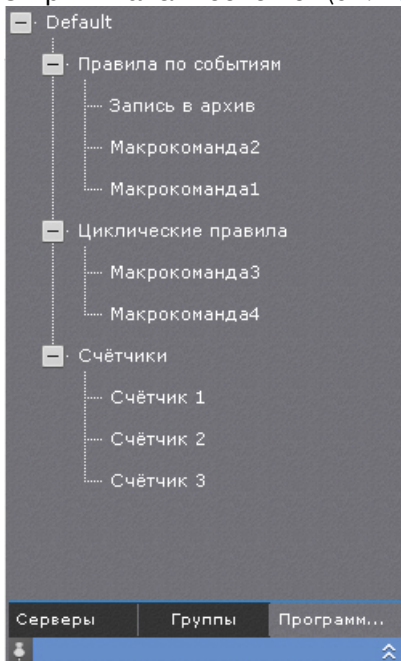 Default
Правила по событиям
Запись в архив
Макрокоманда2
Макрокоманда1
Циклические правила
Макрокоманда3
Макрокоманда4
Счётчики
Счётчик 1
Счётчик 2
Счётчик 3
Серверы Группы Программ...